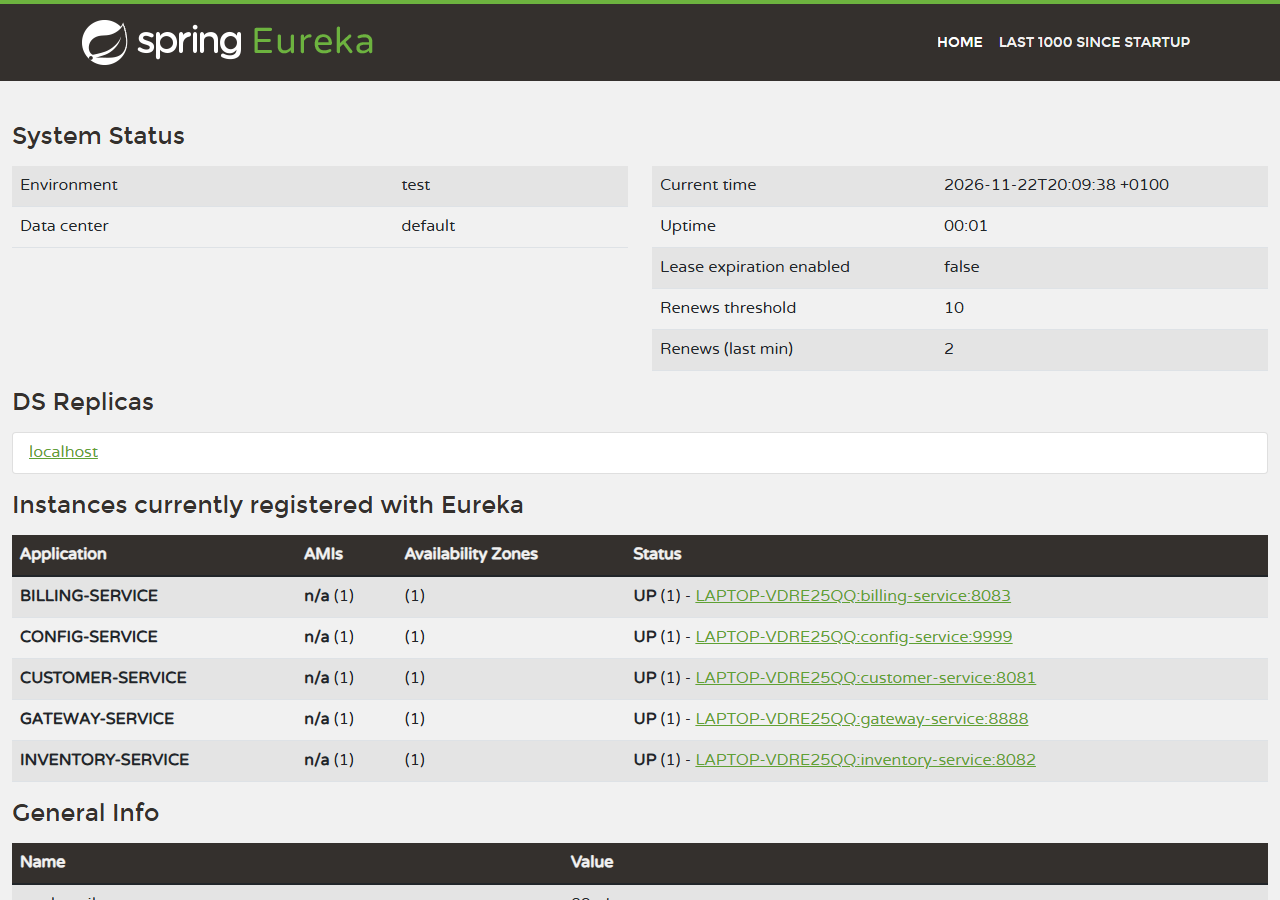 spring Eureka
HOME LAST 1000 SINCE STARTUP
System Status
Environment test
Data center default
Current time 2026-11-22T20:09:38 +0100
Uptime 00:01
Lease expiration enabled false
Renews threshold 10
Renews (last min) 2
DS Replicas
localhost
Instances currently registered with Eureka
Application AMIs Availability Zones Status
BILLING-SERVICE n/a (1) (1) UP (1) - LAPTOP-VDRE25QQ:billing-service:8083
CONFIG-SERVICE n/a (1) (1) UP (1) - LAPTOP-VDRE25QQ:config-service:9999
CUSTOMER-SERVICE n/a (1) (1) UP (1) - LAPTOP-VDRE25QQ:customer-service:8081
GATEWAY-SERVICE n/a (1) (1) UP (1) - LAPTOP-VDRE25QQ:gateway-service:8888
INVENTORY-SERVICE n/a (1) (1) UP (1) - LAPTOP-VDRE25QQ:inventory-service:8082
General Info
Name Value